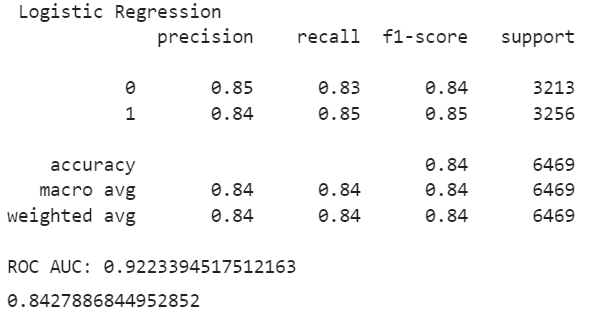 Logistic Regression
precision recall f1-score support
0 0.85 0.83 0.84 3213
1 0.84 0.85 0.85 3256
accuracy 0.84 6469
macro avg 0.84 0.84 0.84 6469
weighted avg 0.84 0.84 0.84 6469
ROC AUC: 0.9223394517512163
0.8427886844952852